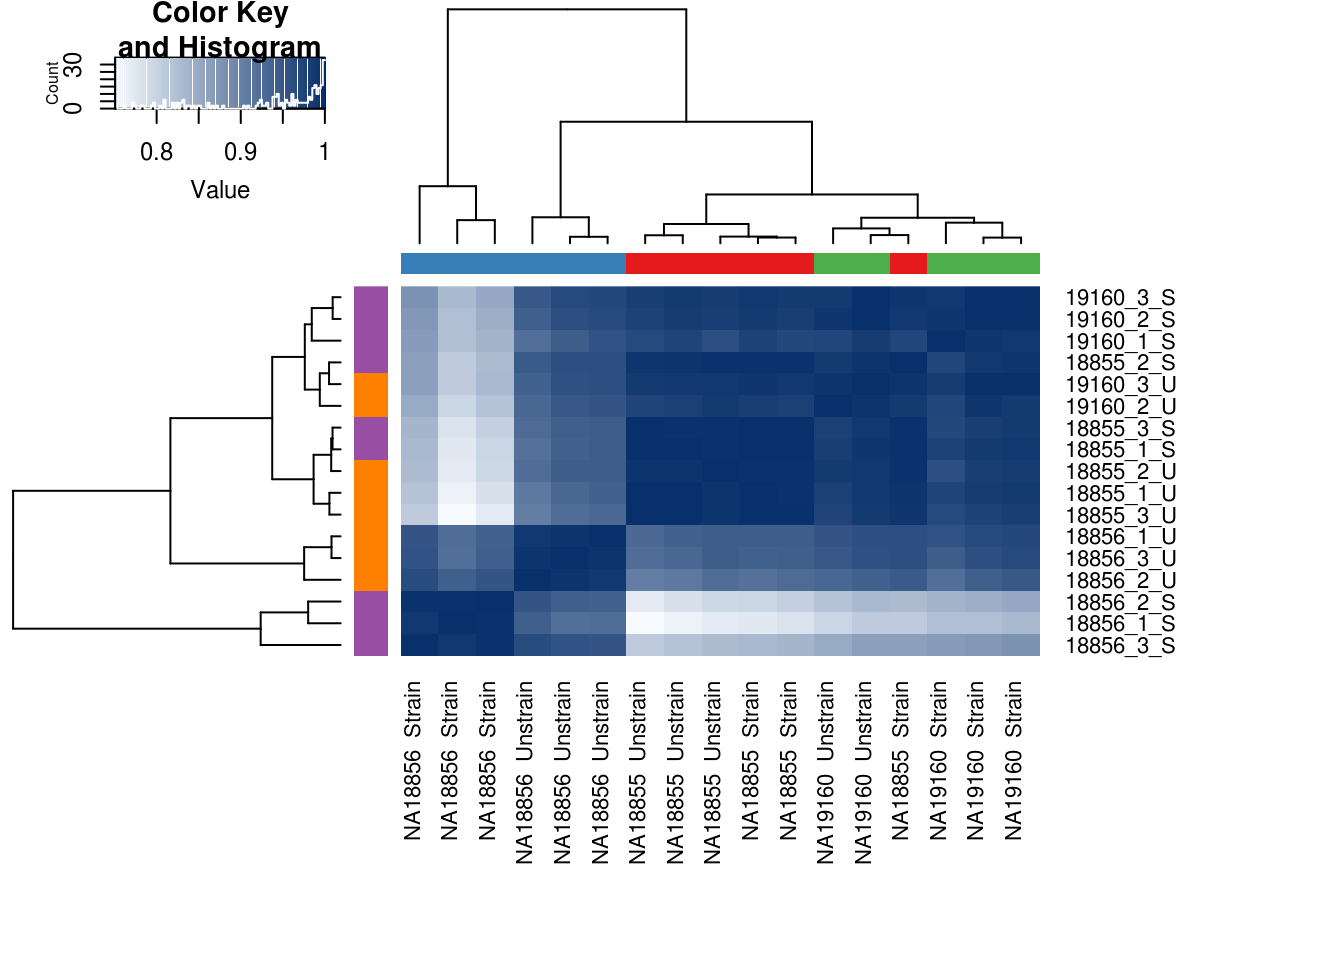 Color Key
and Histogram
Count
0 30
0.8 0.9 1
Value
19160_3_S
19160_2_S
19160_1_S
18855_2_S
19160_3_U
19160_2_U
18855_3_S
18855_1_S
18855_2_U
18855_1_U
18855_3_U
18856_1_U
18856_3_U
18856_2_U
18856_2_S
18856_1_S
18856_3_S
NA18856 Strain
NA18856 Strain
NA18856 Strain
NA18856 Unstrain
NA18856 Unstrain
NA18856 Unstrain
NA18855 Unstrain
NA18855 Unstrain
NA18855 Unstrain
NA18855 Strain
NA18855 Strain
NA19160 Unstrain
NA19160 Unstrain
NA18855 Strain
NA19160 Strain
NA19160 Strain
NA19160 Strain